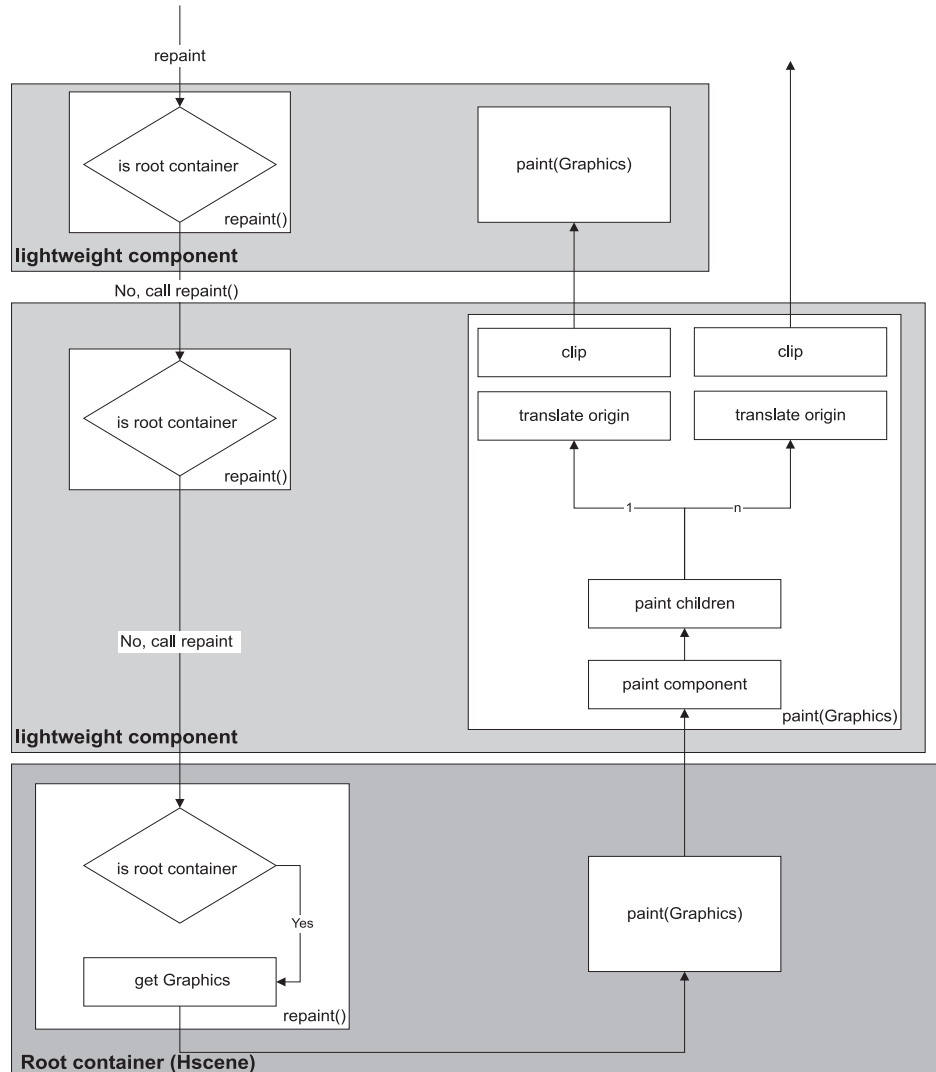 repaint
is root container
paint(Graphics)
repaint()
lightweight component
No, call repaint()
clip
clip
is root container
translate origin
translate origin
repaint()
1
n
paint children
No, call repaint
paint component
paint(Graphics)
lightweight component
is root container
paint(Graphics)
Yes
get Graphics
repaint()
Root container (Hscene)